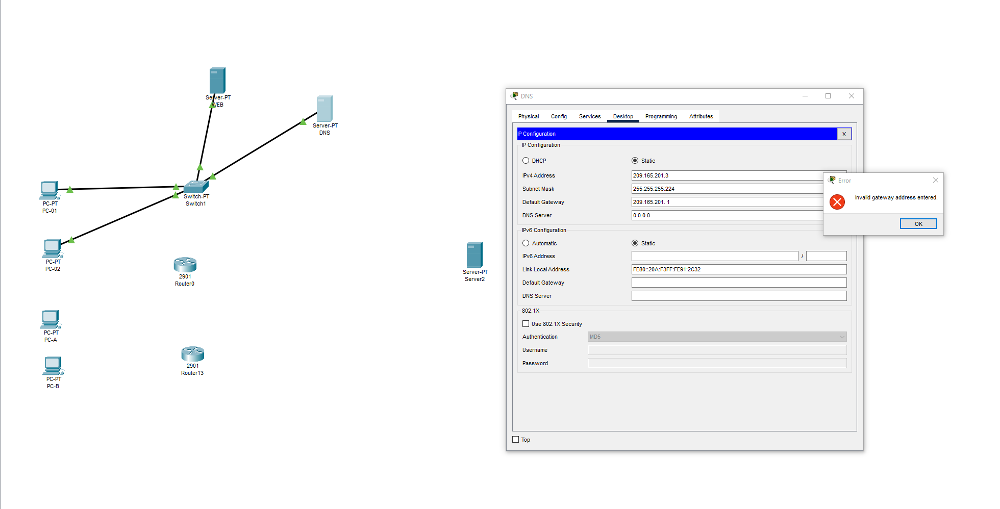 Server-PT
WEB
Server-PT
DNS
Switch-PT
Switch1
PC-PT
PC-01
PC-PT
PC-02
2901
Router0
Server-PT
Server2
PC-PT
PC-A
PC-PT
PC-B
2901
Router13
DNS
Physical
Config
Services
Desktop
Programming
Attributes
IP Configuration
X
IP Configuration
DHCP
Static
IPv4 Address
209.165.201.3
Subnet Mask
255.255.255.224
Default Gateway
209.165.201. 1
DNS Server
0.0.0.0
IPv6 Configuration
Automatic
Static
IPv6 Address
/
Link Local Address
FE80::20A:F3FF:FE91:2C32
Default Gateway
DNS Server
802.1X
Use 802.1X Security
Authentication
MD5
Username
Password
Top
Error
Invalid gateway address entered.
OK